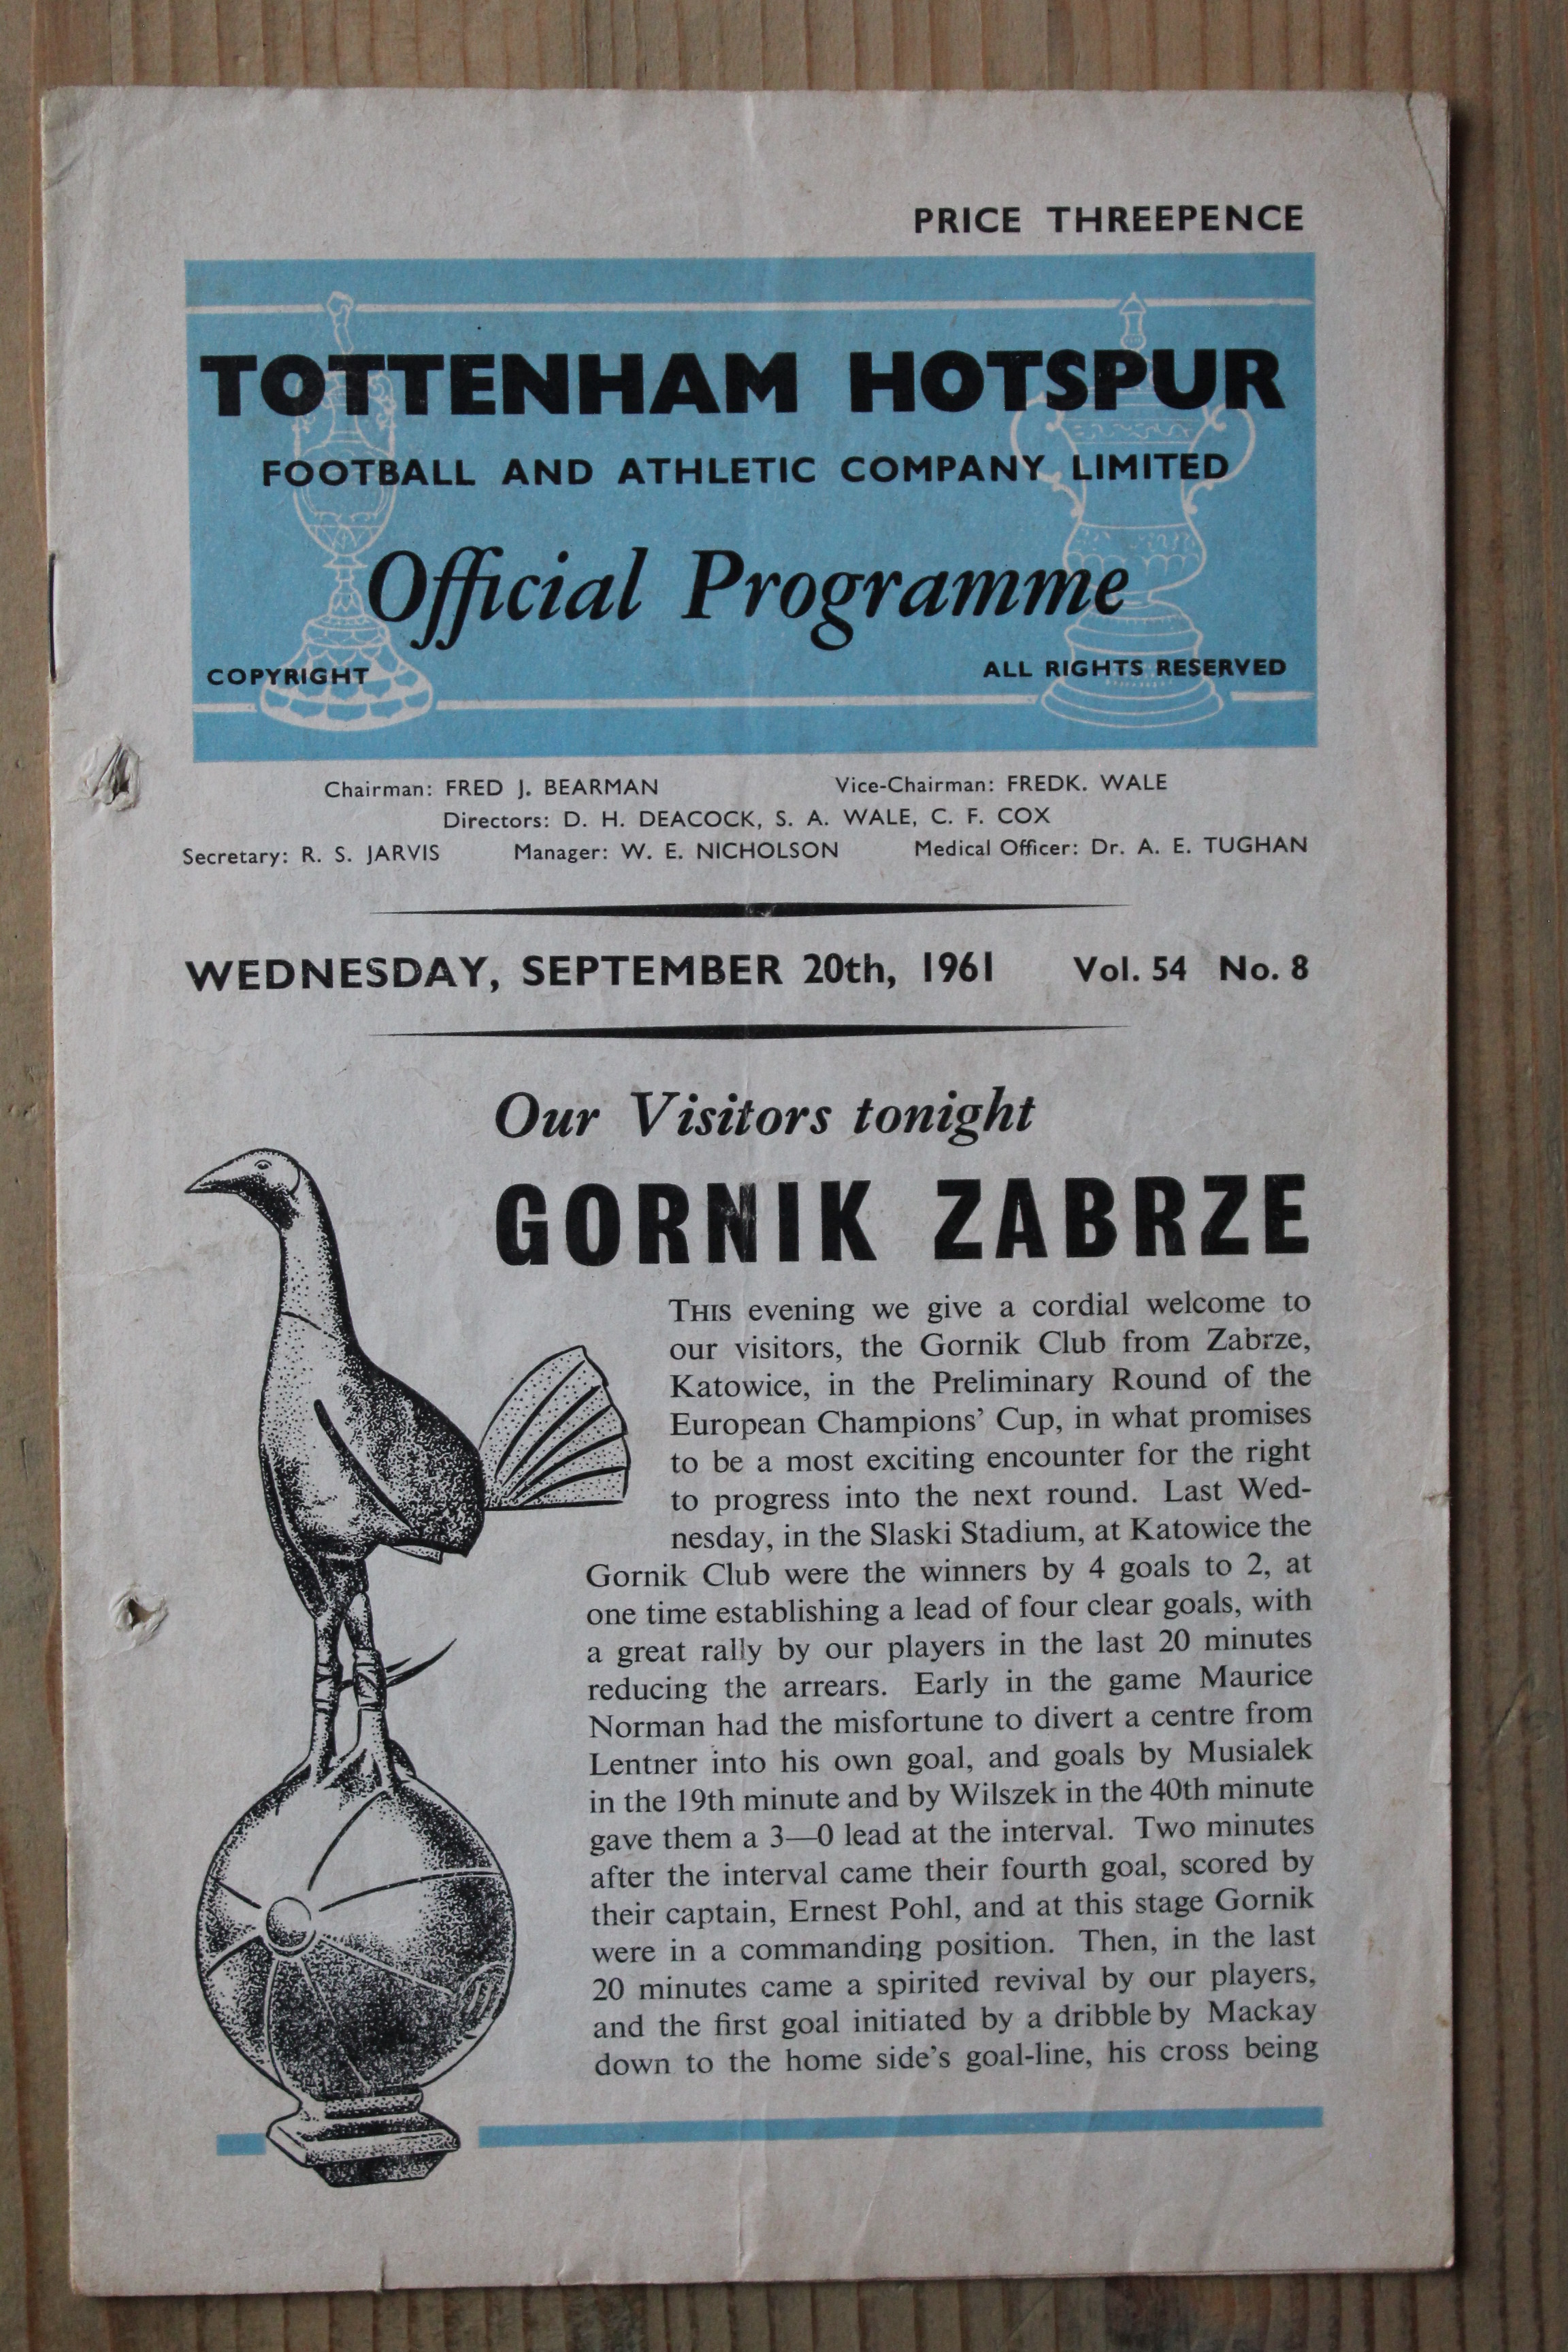 PRICE THREEPENCE
TOTTENHAM HOTSPUR
FOOTBALL AND ATHLETIC COMPANY LIMITED
Official Programme
COPYRIGHT ALL RIGHTS RESERVED
Chairman: FRED J. BEARMAN Vice-Chairman: FREDK. WALE
Directors: D. H. DEACOCK, S. A. WALE, C. F. COX
Secretary: R. S. JARVIS Manager: W. E. NICHOLSON Medical Officer: Dr. A. E. TUGHAN
WEDNESDAY, SEPTEMBER 20th, 1961 Vol. 54 No. 8
Our Visitors tonight
GORNIK ZABRZE
THIS evening we give a cordial welcome to
our visitors, the Gornik Club from Zabrze,
Katowice, in the Preliminary Round of the
European Champions' Cup, in what promises
to be a most exciting encounter for the right
to progress into the next round. Last Wed-
nesday, in the Slaski Stadium, at Katowice the
Gornik Club were the winners by 4 goals to 2, at
one time establishing a lead of four clear goals, with
a great rally by our players in the last 20 minutes
reducing the arrears. Early in the game Maurice
Norman had the misfortune to divert a centre from
Lentner into his own goal, and goals by Musialek
in the 19th minute and by Wilszek in the 40th minute
gave them a 3—0 lead at the interval. Two minutes
after the interval came their fourth goal, scored by
their captain, Ernest Pohl, and at this stage Gornik
were in a commanding position. Then, in the last
20 minutes came a spirited revival by our players,
and the first goal initiated by a dribble by Mackay
down to the home side's goal-line, his cross being